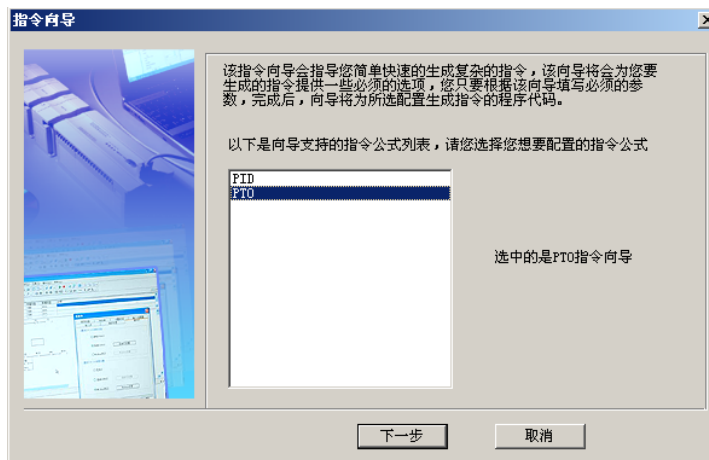 指令向导
该指令向导会指导您简单快速的生成复杂的指令，该向导将会为您要
生成的指令提供一些必须的选项，您只要根据该向导填写必须的参
数，完成后，向导将为所选配置生成指令的程序代码。
以下是向导支持的指令公式列表，请您选择您想要配置的指令公式
PID
PTO
选中的是PTO指令向导
下一步
取消